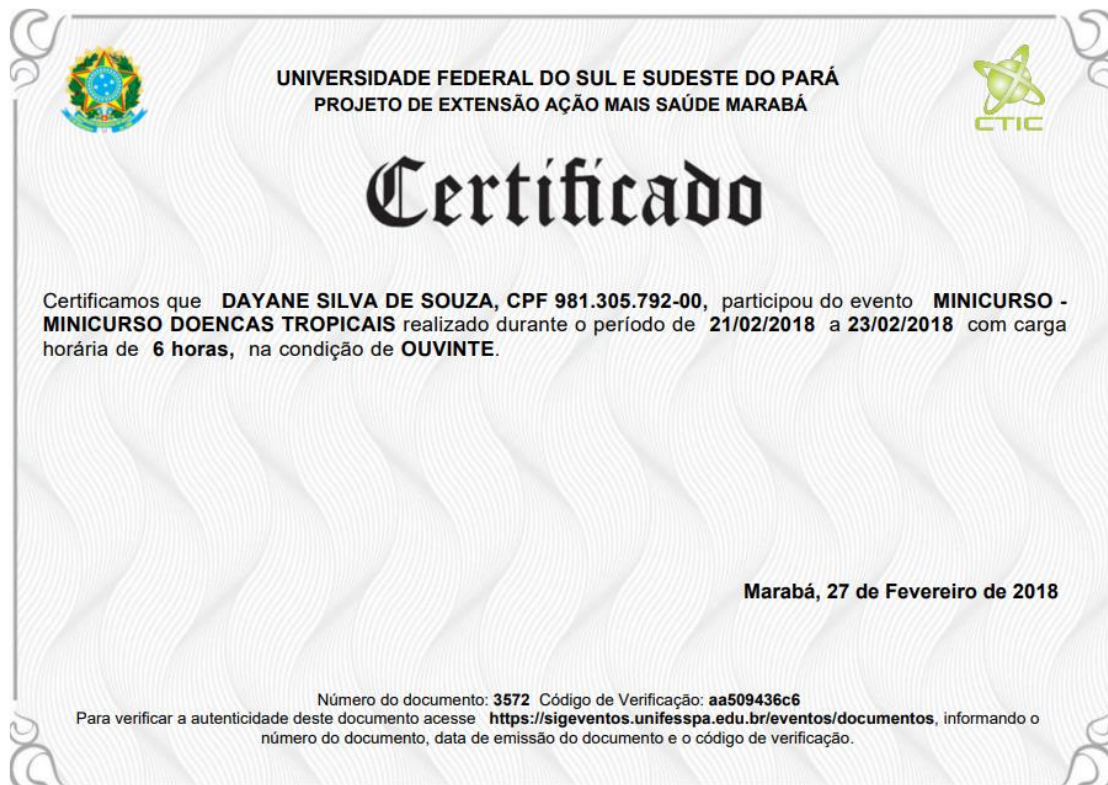 UNIVERSIDADE FEDERAL DO SUL E SUDESTE DO PARÁ
PROJETO DE EXTENSÃO AÇÃO MAIS SAÚDE MARABÁ
CTIC
Certificado
Certificamos que DAYANE SILVA DE SOUZA, CPF 981.305.792-00, participou do evento MINICURSO -
MINICURSO DOENCAS TROPICAIS realizado durante o período de 21/02/2018 a 23/02/2018 com carga
horária de 6 horas, na condição de OUVINTE.
Marabá, 27 de Fevereiro de 2018
Número do documento: 3572 Código de Verificação: aa509436c6
Para verificar a autenticidade deste documento acesse https://sigeventos.unifesspa.edu.br/eventos/documentos, informando o
número do documento, data de emissão do documento e o código de verificação.